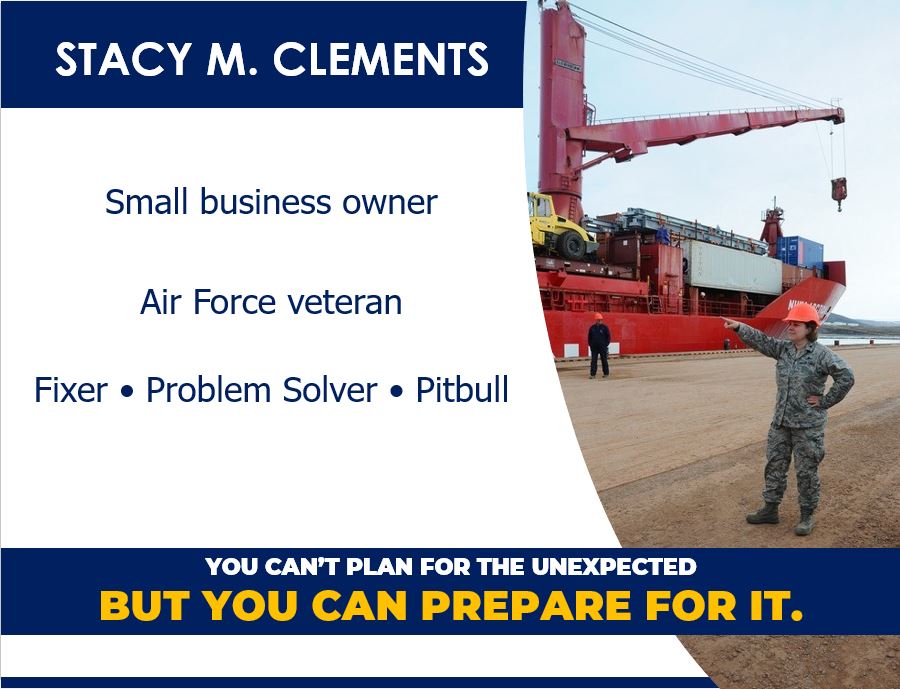 STACY M. CLEMENTS
Small business owner
Air Force veteran
Fixer • Problem Solver • Pitbull
YOU CAN'T PLAN FOR THE UNEXPECTED
BUT YOU CAN PREPARE FOR IT.